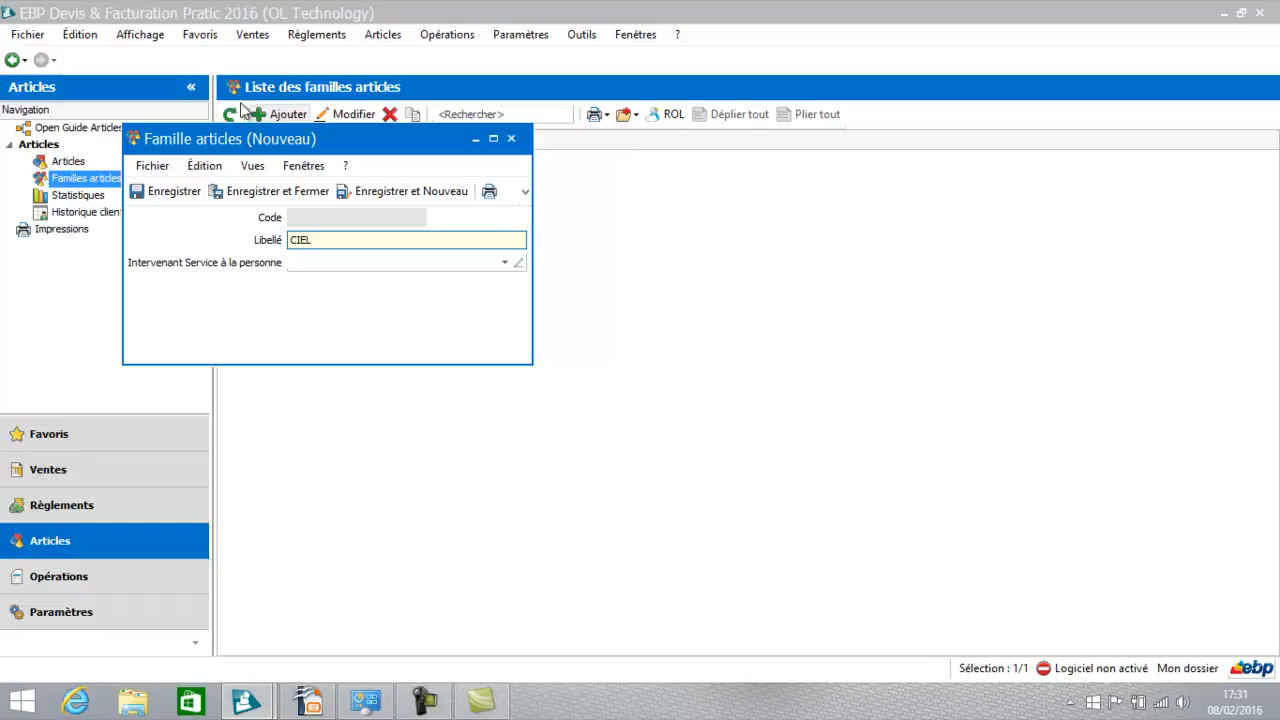 EBP Devis & Facturation Pratic 2016 (OL Technology)
Fichier Édition Affichage Favoris Ventes Règlements Articles Opérations Paramètres Outils Fenêtres ?
Articles «
Liste des familles articles
Navigation
Ajouter Modifier <Rechercher> ROL Déplier tout Plier tout
Open Guide Articles
Articles
Articles
Familles articles
Statistiques
Historique clien
Impressions
Famille articles (Nouveau)
Fichier Édition Vues Fenêtres ?
Enregistrer Enregistrer et Fermer Enregistrer et Nouveau
Code
Libellé CIEL
Intervenant Service à la personne
Favoris
Ventes
Règlements
Articles
Opérations
Paramètres
Sélection : 1/1 Logiciel non activé Mon dossier ebp
17:31
08/02/2016